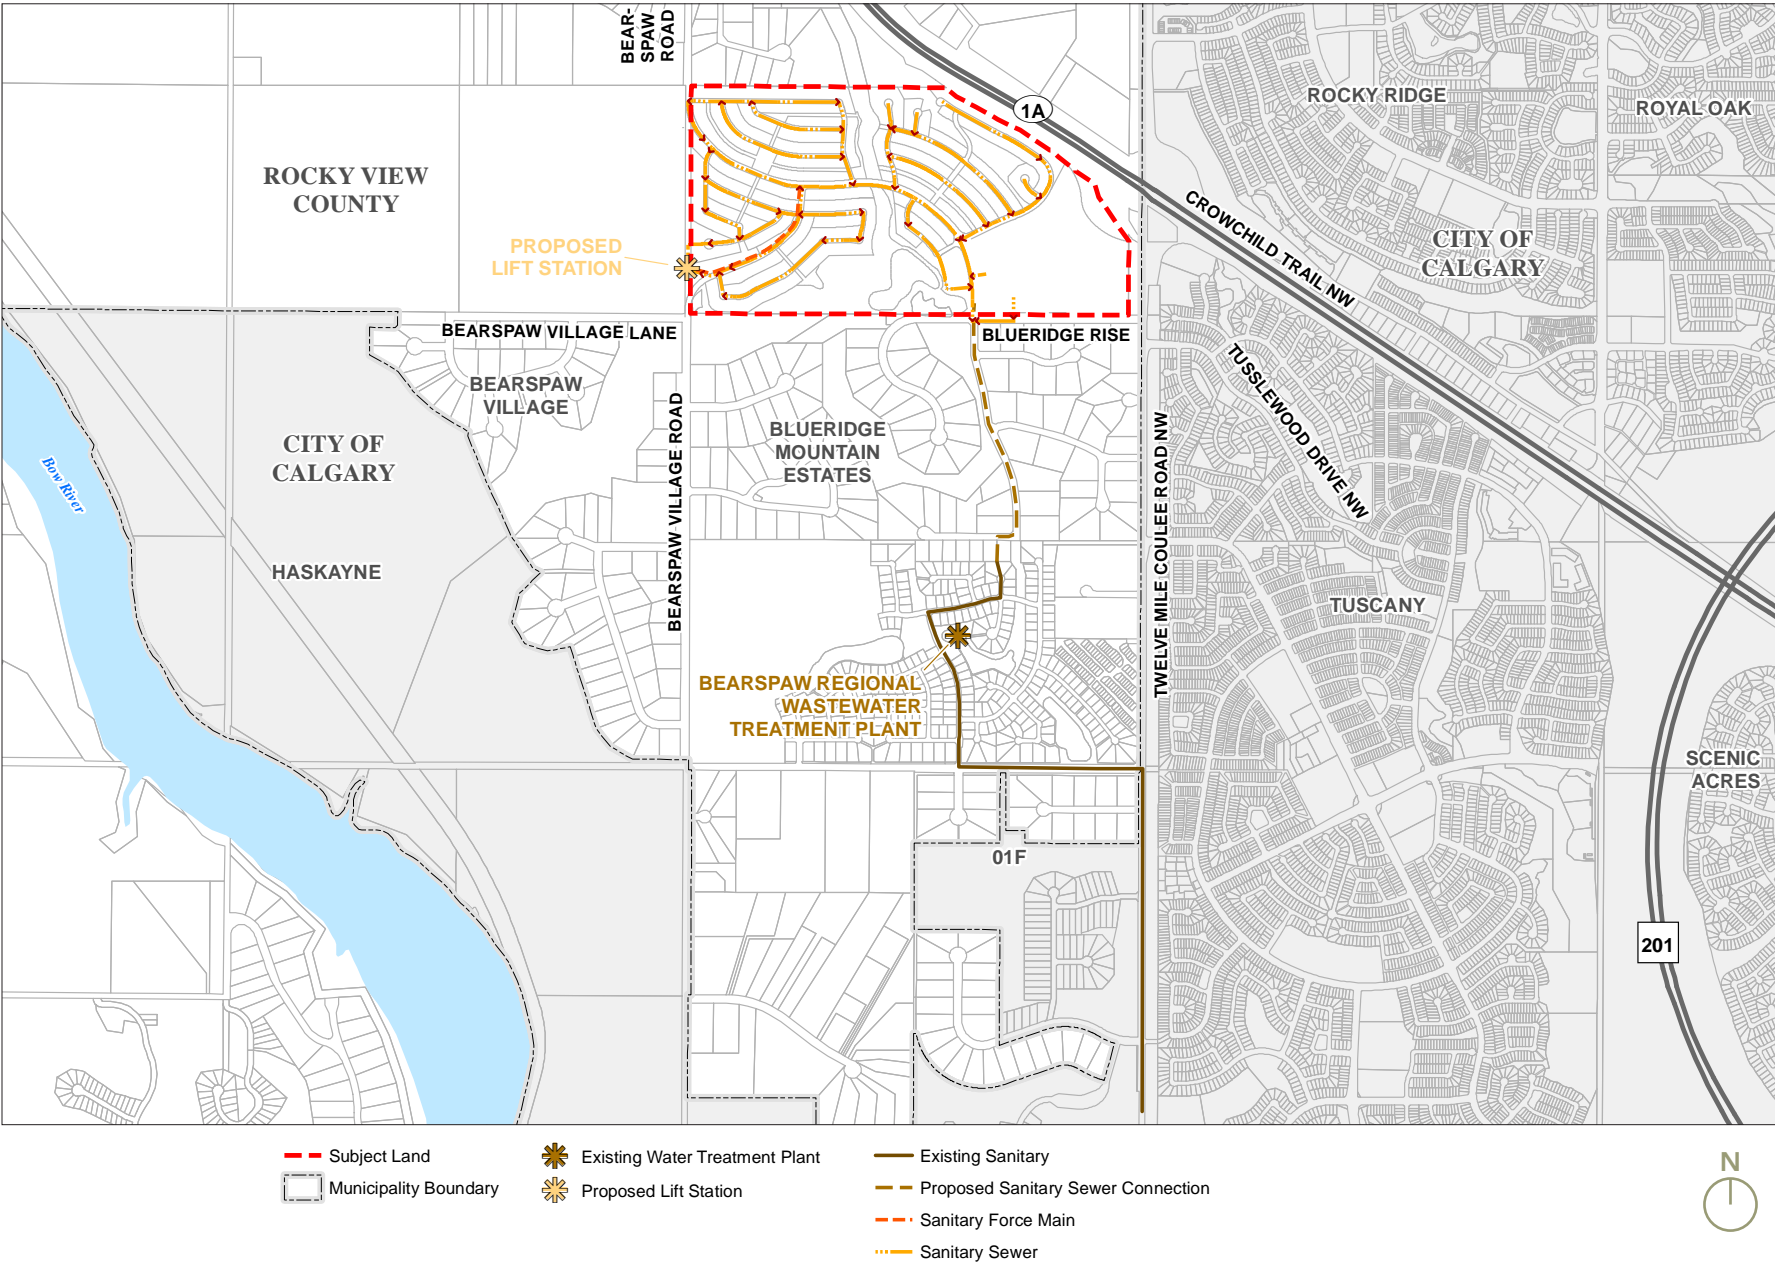 BEAR-
SPAW
ROAD
1A
ROCKY RIDGE
ROYAL OAK
ROCKY VIEW
COUNTY
CROWCHILD TRAIL NW
CITY OF
CALGARY
PROPOSED
LIFT STATION
BEARSPAW VILLAGE LANE
BLUERIDGE RISE
BEARSPAW
VILLAGE
TUSSLEWOOD DRIVE NW
CITY OF
CALGARY
Bow River
BEARSPAW VILLAGE ROAD
BLUERIDGE
MOUNTAIN
ESTATES
TWELVE MILE COULEE ROAD NW
HASKAYNE
TUSCANY
BEARSPAW REGIONAL
WASTEWATER
TREATMENT PLANT
SCENIC
ACRES
01F
201
Subject Land
Municipality Boundary
Existing Water Treatment Plant
Proposed Lift Station
Existing Sanitary
Proposed Sanitary Sewer Connection
Sanitary Force Main
Sanitary Sewer
N